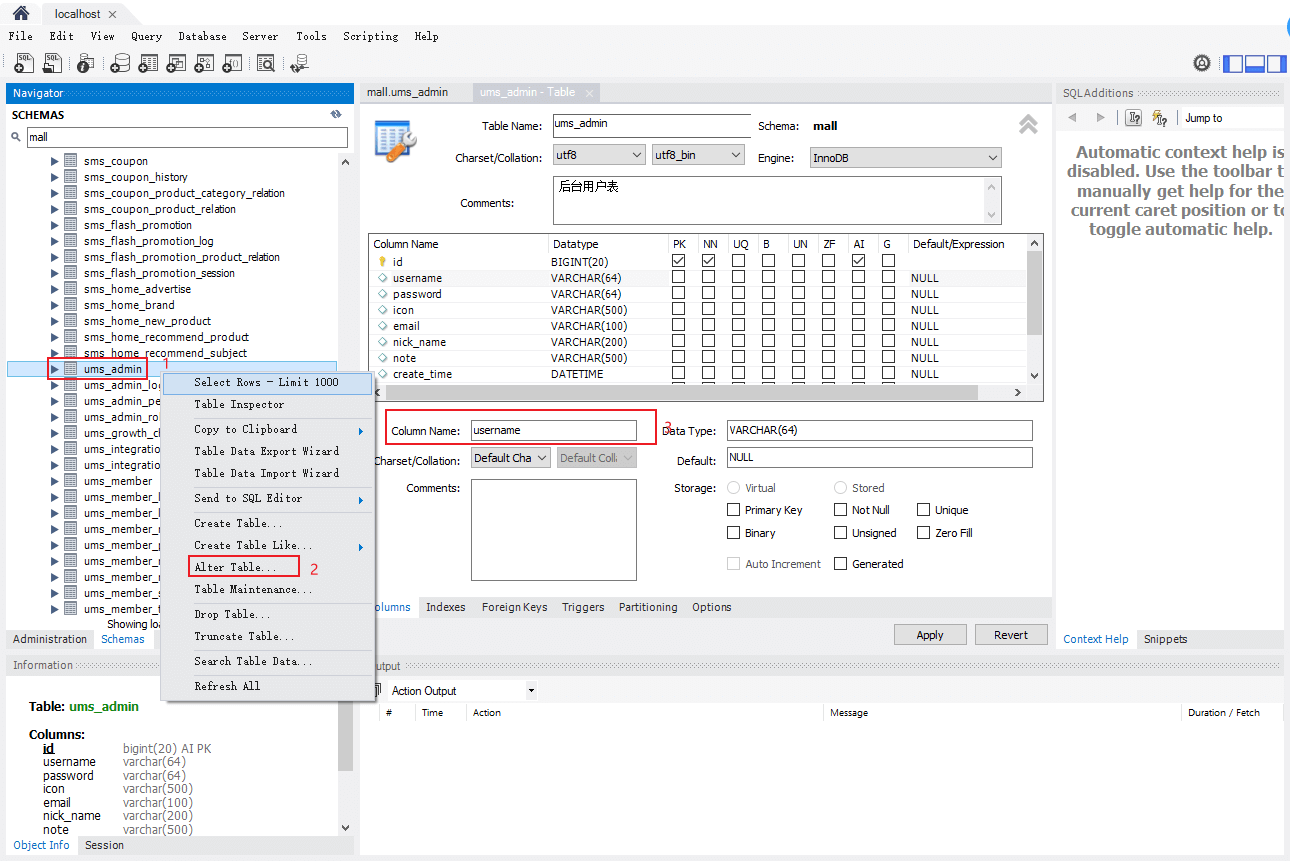 localhost
File Edit View Query Database Server Tools Scripting Help
Navigator
SCHEMAS
mall
sms_coupon
sms_coupon_history
sms_coupon_product_category_relation
sms_coupon_product_relation
sms_flash_promotion
sms_flash_promotion_log
sms_flash_promotion_product_relation
sms_flash_promotion_session
sms_home_advertise
sms_home_brand
sms_home_new_product
sms_home_recommend_product
sms_home_recommend_subject
ums_admin
1
ums_admin_lo
ums_admin_pe
ums_admin_ro
ums_growth_c
ums_integratio
ums_integratio
ums_member
ums_member_l
ums_member_l
ums_member_
ums_member_p
ums_member_
ums_member_
ums_member_s
ums_member_t
Showing loa
Administration Schemas
Select Rows - Limit 1000
Table Inspector
Copy to Clipboard
Table Data Export Wizard
Table Data Import Wizard
Send to SQL Editor
Create Table...
Create Table Like...
Alter Table...
2
Table Maintenance...
Drop Table...
Truncate Table...
Search Table Data...
Refresh All
Information
Table: ums_admin
Columns:
id bigint(20) AI PK
username varchar(64)
password varchar(64)
icon varchar(500)
email varchar(100)
nick_name varchar(200)
note varchar(500)
Object Info Session
mall.ums_admin ums_admin - Table
Table Name: ums_admin Schema: mall
Charset/Collation: utf8 utf8_bin Engine: InnoDB
Comments: 后台用户表
Column Name Datatype PK NN UQ B UN ZF AI G Default/Expression
id BIGINT(20)
username VARCHAR(64) NULL
password VARCHAR(64) NULL
icon VARCHAR(500) NULL
email VARCHAR(100) NULL
nick_name VARCHAR(200) NULL
note VARCHAR(500) NULL
create_time DATETIME NULL
Column Name: username 3 Data Type: VARCHAR(64)
Charset/Collation: Default Cha Default Colla Default: NULL
Comments: Storage: Virtual Stored
Primary Key Not Null Unique
Binary Unsigned Zero Fill
Auto Increment Generated
olumns Indexes Foreign Keys Triggers Partitioning Options
Apply Revert
utput
Action Output
# Time Action Message Duration / Fetch
SQLAdditions
Jump to
Automatic context help is
disabled. Use the toolbar t
manually get help for the
current caret position or to
toggle automatic help.
Context Help Snippets